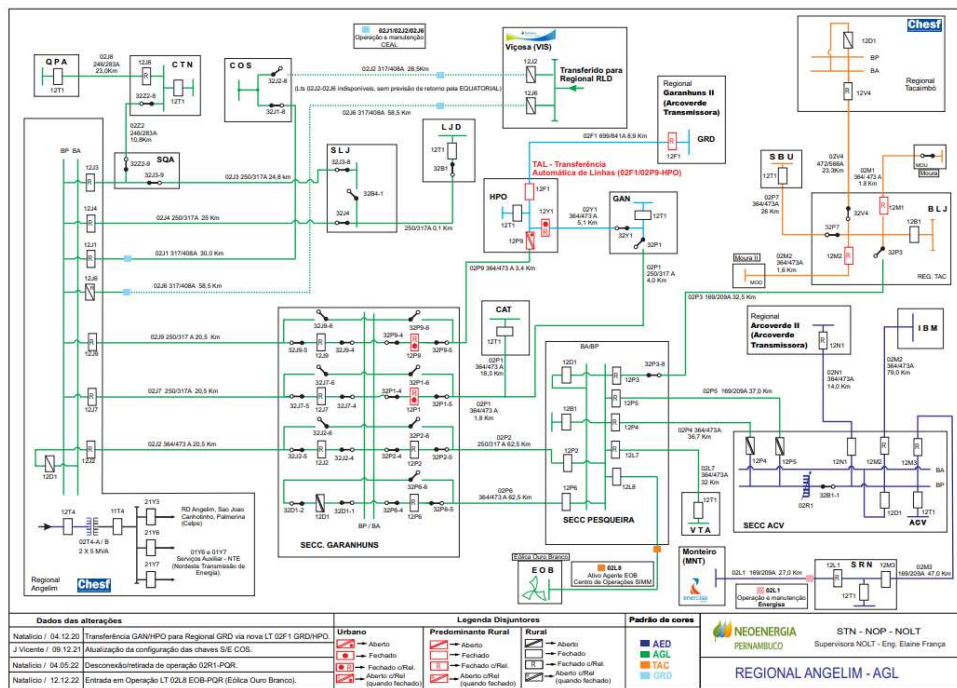 02J1/02J2/02J6
Operação e manutenção
CEAL
02J8
246/283A
23,0Km
QPA
12T1
12J8
CTN
32Z2-8
12T1
02Z2
246/283A
10,8Km
COS
32J2-8
32J1-8
02J2 317/408A 28,5Km
(Lts 02J2-02J6 indisponíveis, sem previsão de retorno pela EQUATORIAL)
02J6 317/408A 58,5 Km
Viçosa (VIS)
12J2
12J6
Transferido para
Regional RLD
Regional
Garanhuns II
(Arcoverde
Transmissora)
02F1 699/841A 8,9 Km
GRD
12F1
Chesf
12D1
BP
BA
12V4
Regional
Tacaimbó
32Z2-9
SQA
32J3-9
BP BA
12J3
02J3 250/317A 24,8 km
SLJ
32J3-8
32B4-1
32J4
LJD
12T1
32B1
12J4
02J4 250/317A 25 Km
250/317A 0,1 Km
12J1
02J1 317/408A 30,0 Km
12J6
02J6 317/408A 58,5 Km
TAL - Transferência
Automática de Linhas (02F1/02P9-HPO)
HPO
12F1
12T1
12Y1
12P9
02Y1
364/473 A
5,1 Km
GAN
12T1
32Y1
32P1
02P9 364/473 A 3,4 Km
02P1
250/317 A
4,0 Km
02V4
472/566A
23,3Km
02M1
364/ 473 A
1.8 Km
Moura
SBU
12T1
02P7
364/473A
26 Km
32V4
12M1
BLJ
32P7
12B1
12M2
32P3
REG. TAC
Moura II
MOD
02M2
364/473A
1,6 Km
02P3 169/209A 32,5 Km
12J9
02J9 250/317 A 20,5 Km
32J9-6
32P9-6
32P9-4
32J9-5
12J9
32J9-4
12P9
32P9-5
CAT
12T1
02P1
364/473 A
18,3 Km
12J7
02J7 250/317A 20,5 Km
32J7-6
32P1-6
32P1-4
32J7-5
12J7
32J7-4
12P1
32P1-5
02P1
364/473 A
1,8 Km
12J2
02J2 364/473 A 20,5 Km
32J2-6
32P2-6
32J2-5
12J2
32J2-4
32P2-4
12P2
32P2-5
02P2
250/317A 62,5 Km
12D1
32P6-6
32D1-2
12D1
32D1-1
32P6-4
12P6
32P6-5
02P6
364/473A 62,5 Km
BP / BA
SECC. GARANHUNS
BA/BP
12D1
32P3-8
12P3
12B1
12P5
12P4
12P2
12L7
12L8
12P6
SECC PESQUEIRA
02P5 169/209A 37,0 Km
02P4 364/473A
36,7 Km
02L7
364/473A
32 Km
12T1
VTA
Regional
Arcoverde II
(Arcoverde
Transmissora)
12N1
02N1
364/473A
14,0 Km
IBM
02M2
364/473A
79,0 Km
12P4
12P5
12N1
12M2
12M3
BA
BP
32B1-1
02R1
12D1
12T1
SECC ACV
ACV
12T4
02T4-A / B
2 X 5 MVA
11T4
21Y3
21Y6
21Y7
RD Angelim, Sao Joao
Canhotinho, Palmerina
(Celpe)
01Y6 e 01Y7
Serviços Auxiliar - NTE
(Nordeste Transmissão de
Energia).
Regional
Angelim
Chesf
Eólica Ouro Branco
EOB
02L8
Ativo Agente EOB
Centro de Operações SIMM
Monteiro
(MNT)
energisa
02L1 169/209A 27,0 Km
02L1
Operação e manutenção
Energisa
SRN
12L1
12M3
12T1
02M3
169/209A 47,0 Km
Dados das alterações
Natalício / 04.12.20 Transferência GAN/HPO para Regional GRD via nova LT 02F1 GRD/HPO.
J Vicente / 09.12.21 Atualização da configuração das chaves S/E COS.
Natalício / 04.05.22 Desconexão/retirada de operação 02R1-PQR.
Natalício / 12.12.22 Entrada em Operação LT 02L8 EOB-PQR (Eólica Ouro Branco).
Legenda Disjuntores
Urbano
Aberto
Fechado
Fechado c/Rel.
Aberto c/Rel
(quando fechado)
Predominante Rural
Aberto
Fechado
Fechado c/Rel.
Aberto c/Rel.
(quando fechado)
Rural
Aberto
Fechado
Fechado c/Rel.
Aberto c/Rel
(quando fechado)
Padrão de cores
AED
AGL
TAC
GRD
NEOENERGIA
PERNAMBUCO
STN - NOP - NOLT
Supervisora NOLT - Eng. Elaine França
REGIONAL ANGELIM - AGL